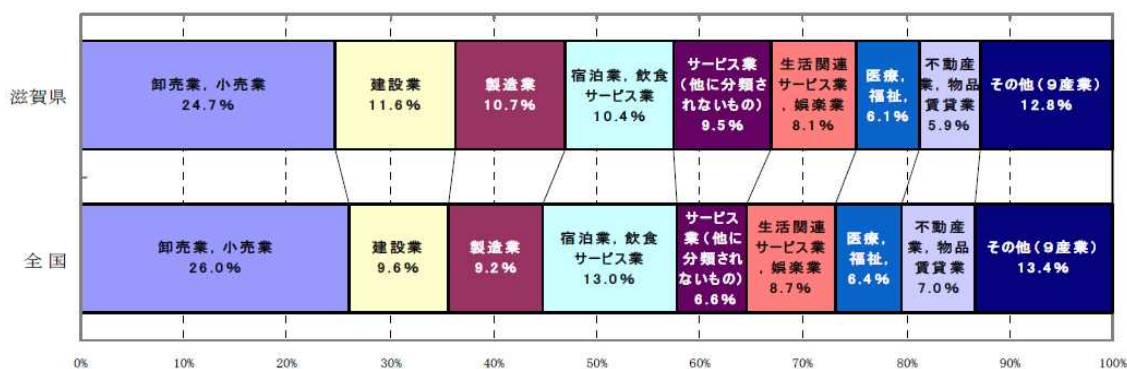 滋賀県
卸売業，小売業
24.7%
建設業
11.6%
製造業
10.7%
宿泊業，飲食
サービス業
10.4%
サービス業
（他に分類さ
れないもの）
9.5%
生活関連
サービス業
，娯楽業
8.1%
医療，
福祉，
6.1%
不動産
業，物品
賃貸業
5.9%
その他（9産業）
12.8%
全国
卸売業，小売業
26.0%
建設業
9.6%
製造業
9.2%
宿泊業，飲食
サービス業
13.0%
サービス
業（他に
分類され
ないもの）
6.6%
生活関連
サービス業
，娯楽業
8.7%
医療，
福祉，
6.4%
不動産
業，物品
賃貸業
7.0%
その他（9産業）
13.4%
0% 10% 20% 30% 40% 50% 60% 70% 80% 90% 100%